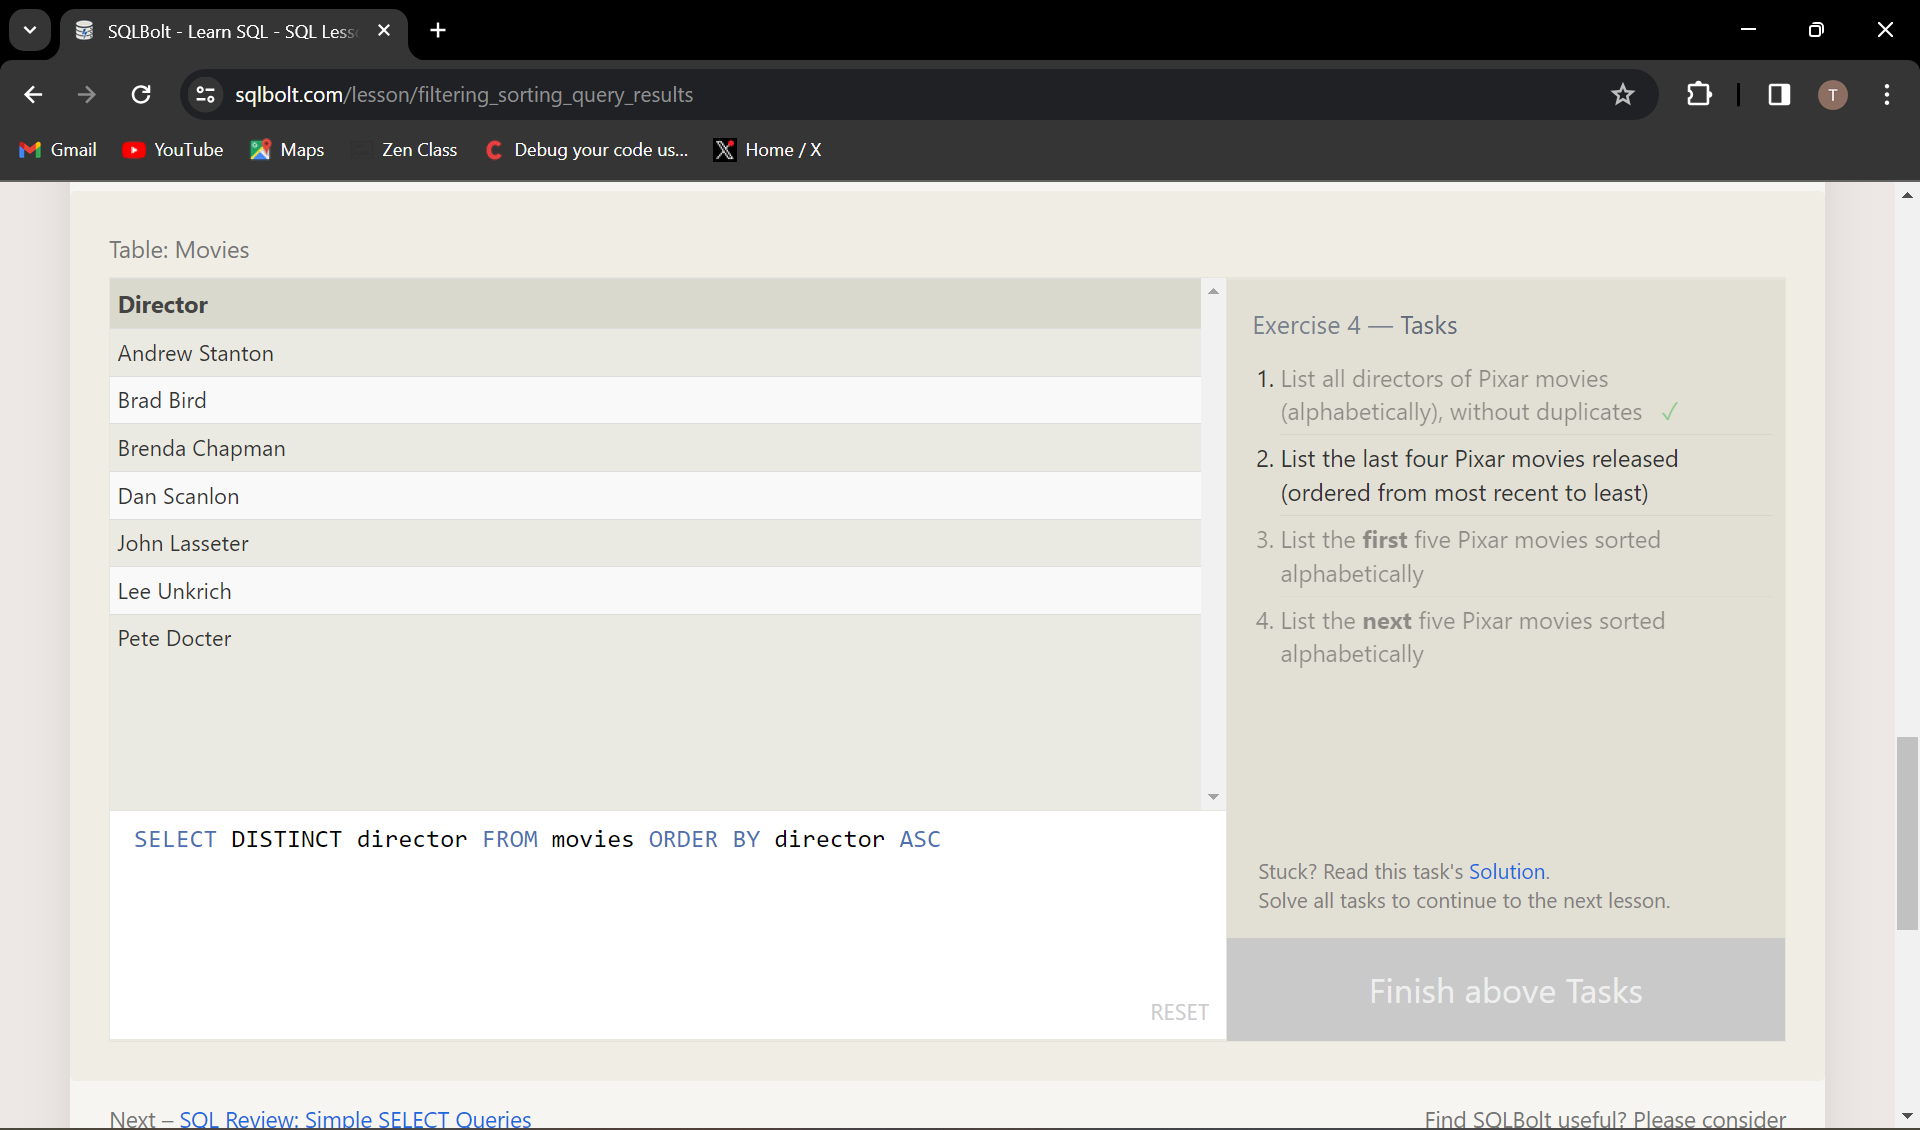 SQLBolt - Learn SQL - SQL Less
sqlbolt.com/lesson/filtering_sorting_query_results
T
Gmail
YouTube
Maps
Zen Class
Debug your code us...
Home / X
Table: Movies
Director
Andrew Stanton
Brad Bird
Brenda Chapman
Dan Scanlon
John Lasseter
Lee Unkrich
Pete Docter
SELECT DISTINCT director FROM movies ORDER BY director ASC
RESET
Exercise 4 — Tasks
1. List all directors of Pixar movies
(alphabetically), without duplicates ✓
2. List the last four Pixar movies released
(ordered from most recent to least)
3. List the first five Pixar movies sorted
alphabetically
4. List the next five Pixar movies sorted
alphabetically
Stuck? Read this task's Solution.
Solve all tasks to continue to the next lesson.
Finish above Tasks
Next – SQL Review: Simple SELECT Queries
Find SQLBolt useful? Please consider